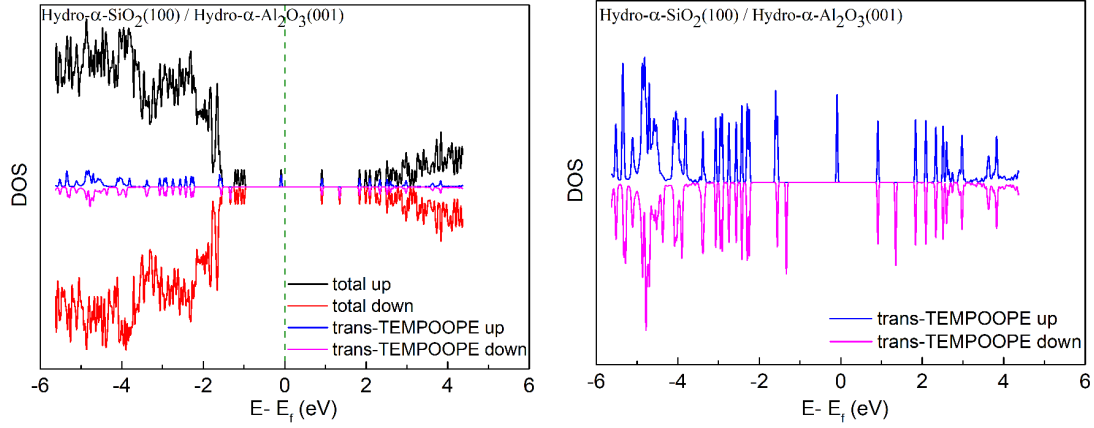 Hydro-α-SiO2(100) / Hydro-α-Al2O3(001)
DOS
total up
total down
trans-TEMPOOPE up
trans-TEMPOOPE down
-6 -4 -2 0 2 4 6
E- Ef (eV)
Hydro-α-SiO2(100) / Hydro-α-Al2O3(001)
DOS
trans-TEMPOOPE up
trans-TEMPOOPE down
-6 -4 -2 0 2 4 6
E- Ef (eV)